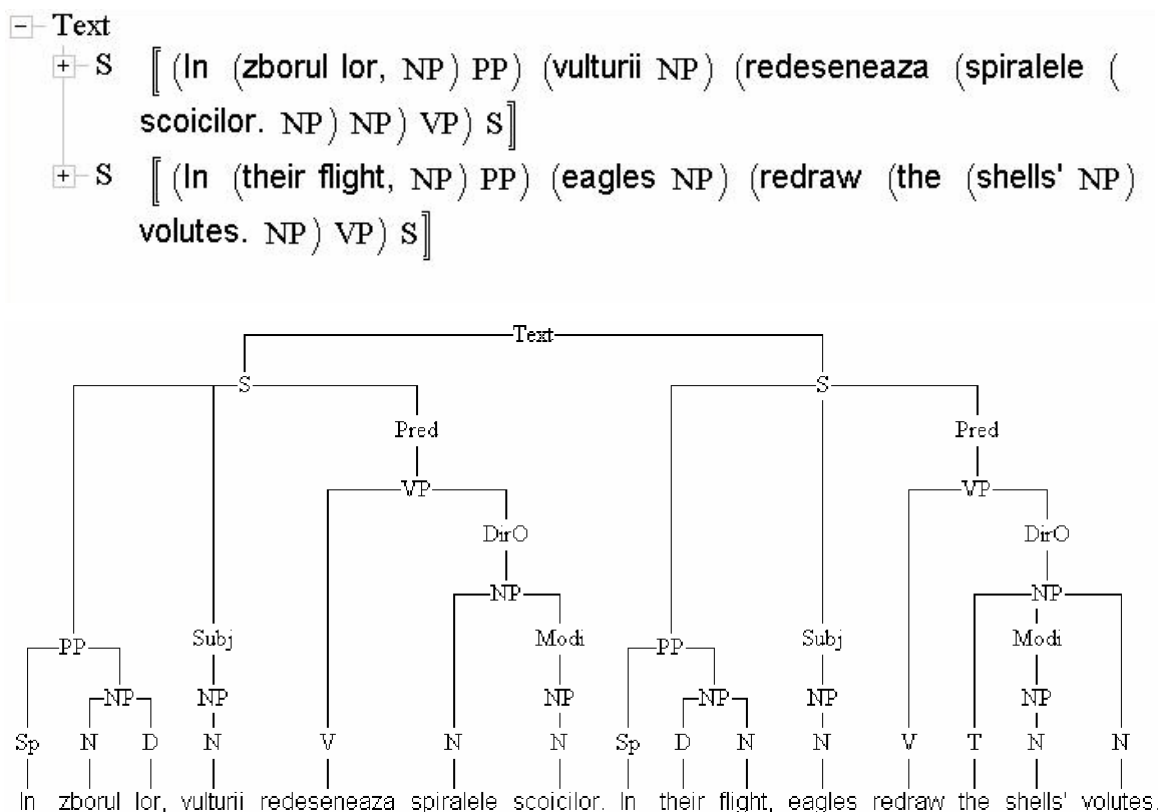 Text
S [ (In (zborul lor, NP) PP) (vulturii NP) (redeseneaza (spiralele (
scoicilor. NP) NP) VP) S]
S [ (In (their flight, NP) PP) (eagles NP) (redraw (the (shells' NP)
volutes. NP) VP) S]
Text
S S
Pred Pred
VP VP
DirO DirO
NP NP
PP Subj Modi PP Subj Modi
NP NP NP NP NP NP
Sp N D N V N N Sp D N N V T N N
In zborul lor, vulturii redeseneaza spiralele scoicilor. In their flight, eagles redraw the shells' volutes.